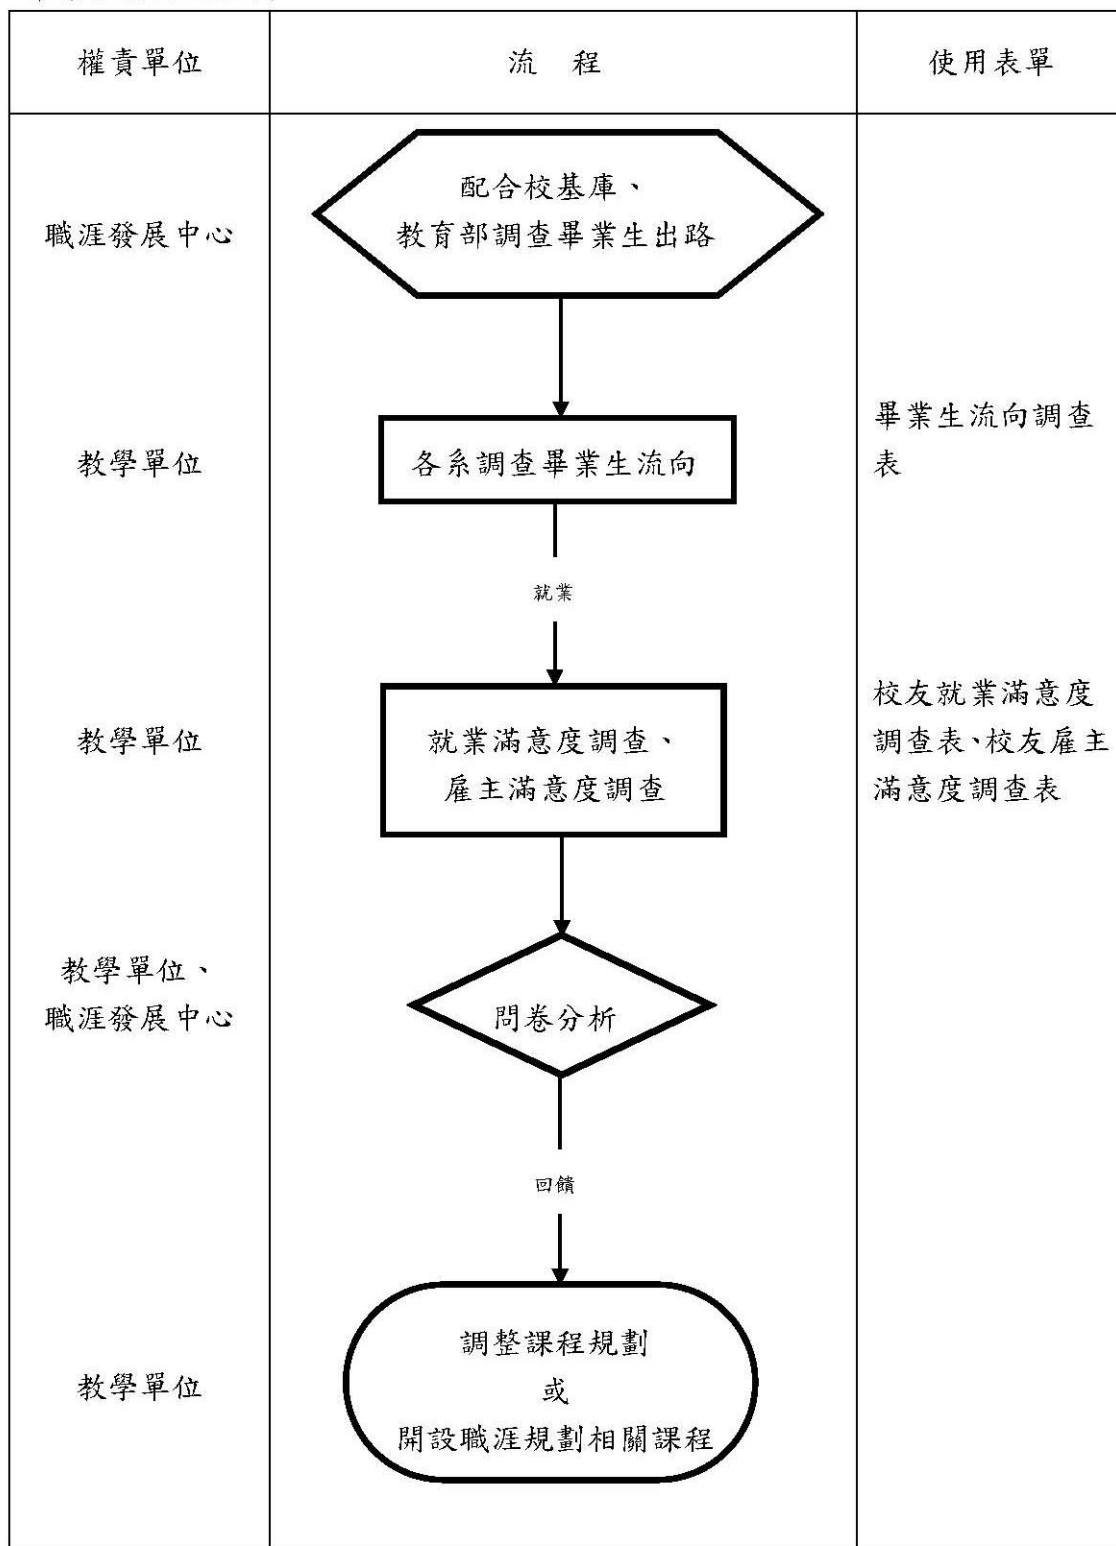 權責單位
流 程
使用表單
職涯發展中心
配合校基庫、
教育部調查畢業生出路
教學單位
各系調查畢業生流向
畢業生流向調查
表
就業
教學單位
就業滿意度調查、
雇主滿意度調查
校友就業滿意度
調查表、校友雇主
滿意度調查表
教學單位、
職涯發展中心
問卷分析
回饋
教學單位
調整課程規劃
或
開設職涯規劃相關課程